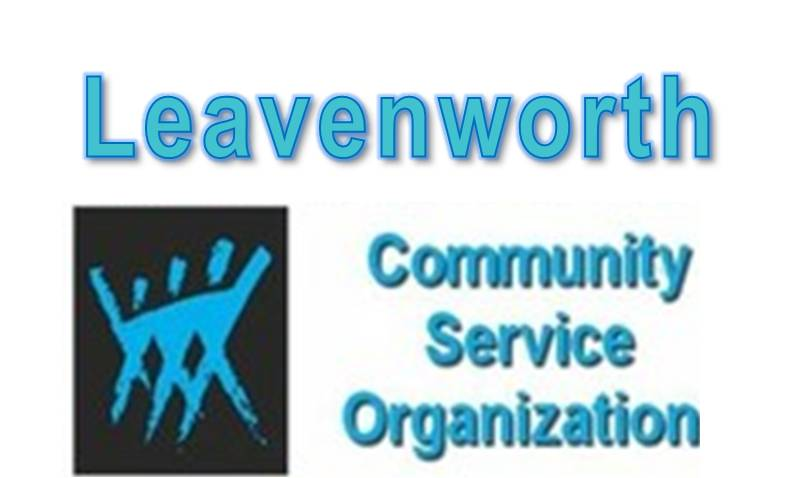 Leavenworth
Community
Service
Organization